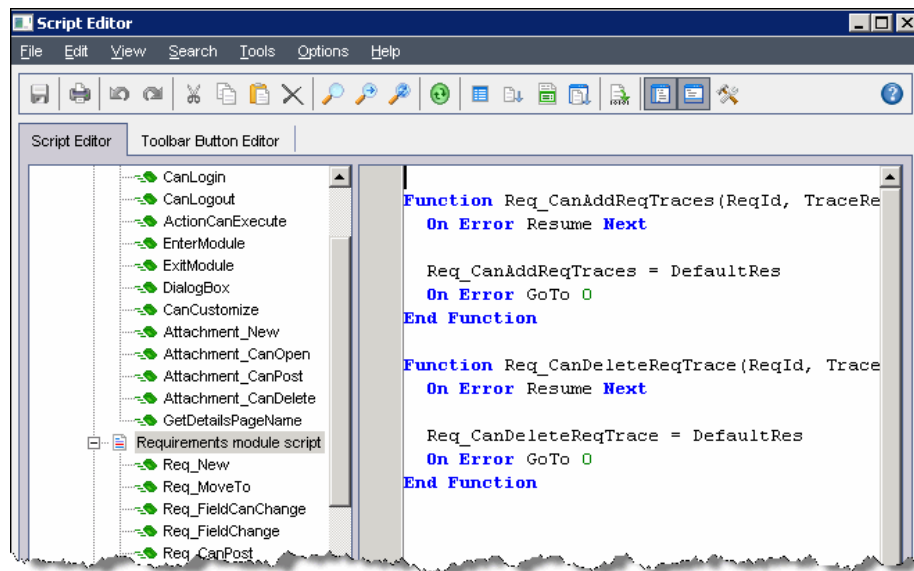 Script Editor
File Edit View Search Tools Options Help
Script Editor Toolbar Button Editor
CanLogin
CanLogout
ActionCanExecute
EnterModule
ExitModule
DialogBox
CanCustomize
Attachment_New
Attachment_CanOpen
Attachment_CanPost
Attachment_CanDelete
GetDetailsPageName
Requirements module script
Req_New
Req_MoveTo
Req_FieldCanChange
Req_FieldChange
Req_CanPost
Function Req_CanAddReqTraces(ReqId, TraceRe
On Error Resume Next
Req_CanAddReqTraces = DefaultRes
On Error GoTo 0
End Function
Function Req_CanDeleteReqTrace(ReqId, Trace
On Error Resume Next
Req_CanDeleteReqTrace = DefaultRes
On Error GoTo 0
End Function